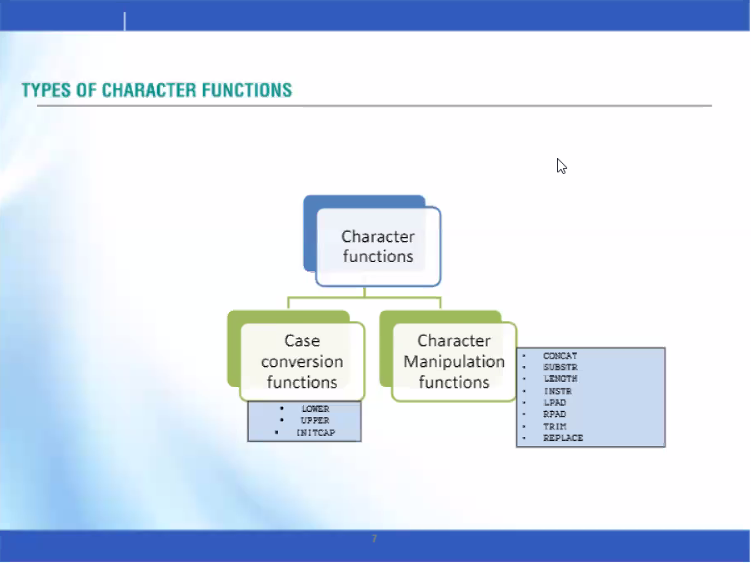 TYPES OF CHARACTER FUNCTIONS
Character
functions
Case
conversion
functions
• LOWER
• UPPER
• INITCAP
Character
Manipulation
functions
• CONCAT
• SUBSTR
• LENGTH
• INSTR
• LPAD
• RPAD
• TRIM
• REPLACE
7